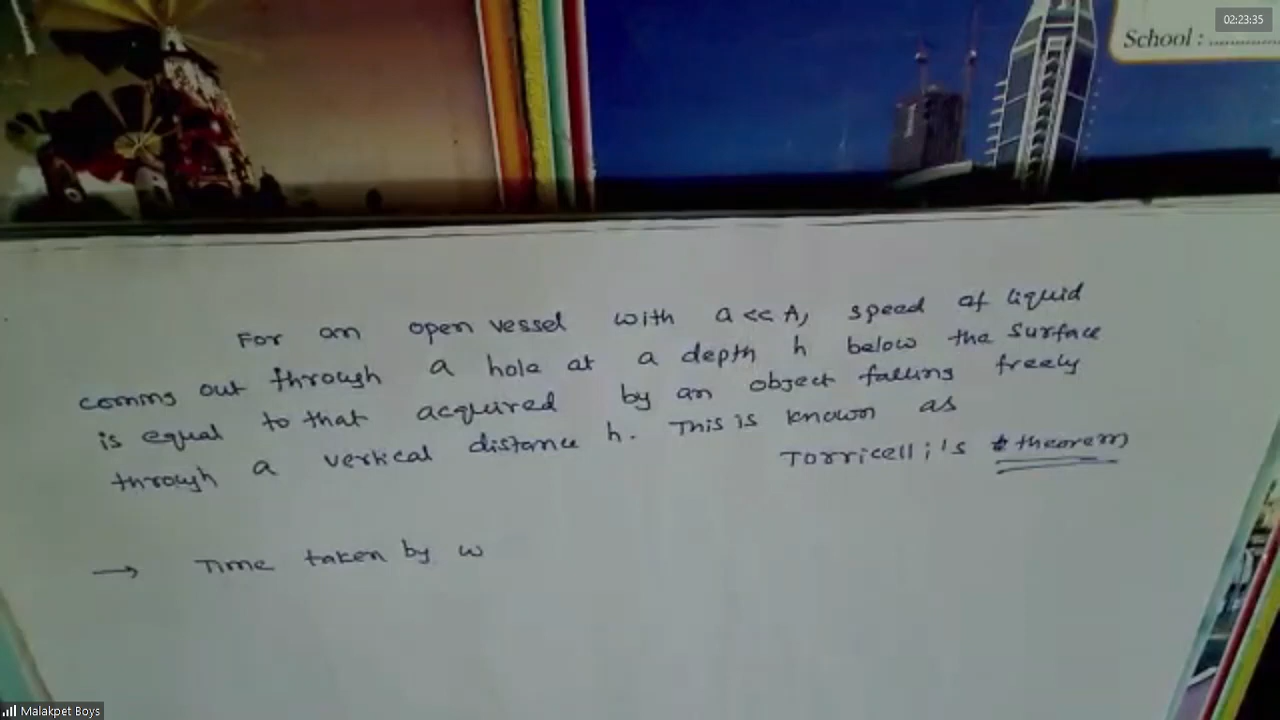 02:23:35
School : ..............
For an open vessel with a << A, speed of liquid
coming out through a hole at a depth h below the surface
is equal to that acquired by an object falling freely
through a vertical distance h. This is known as
Torricelli's theorem
→ Time taken by w
Malakpet Boys